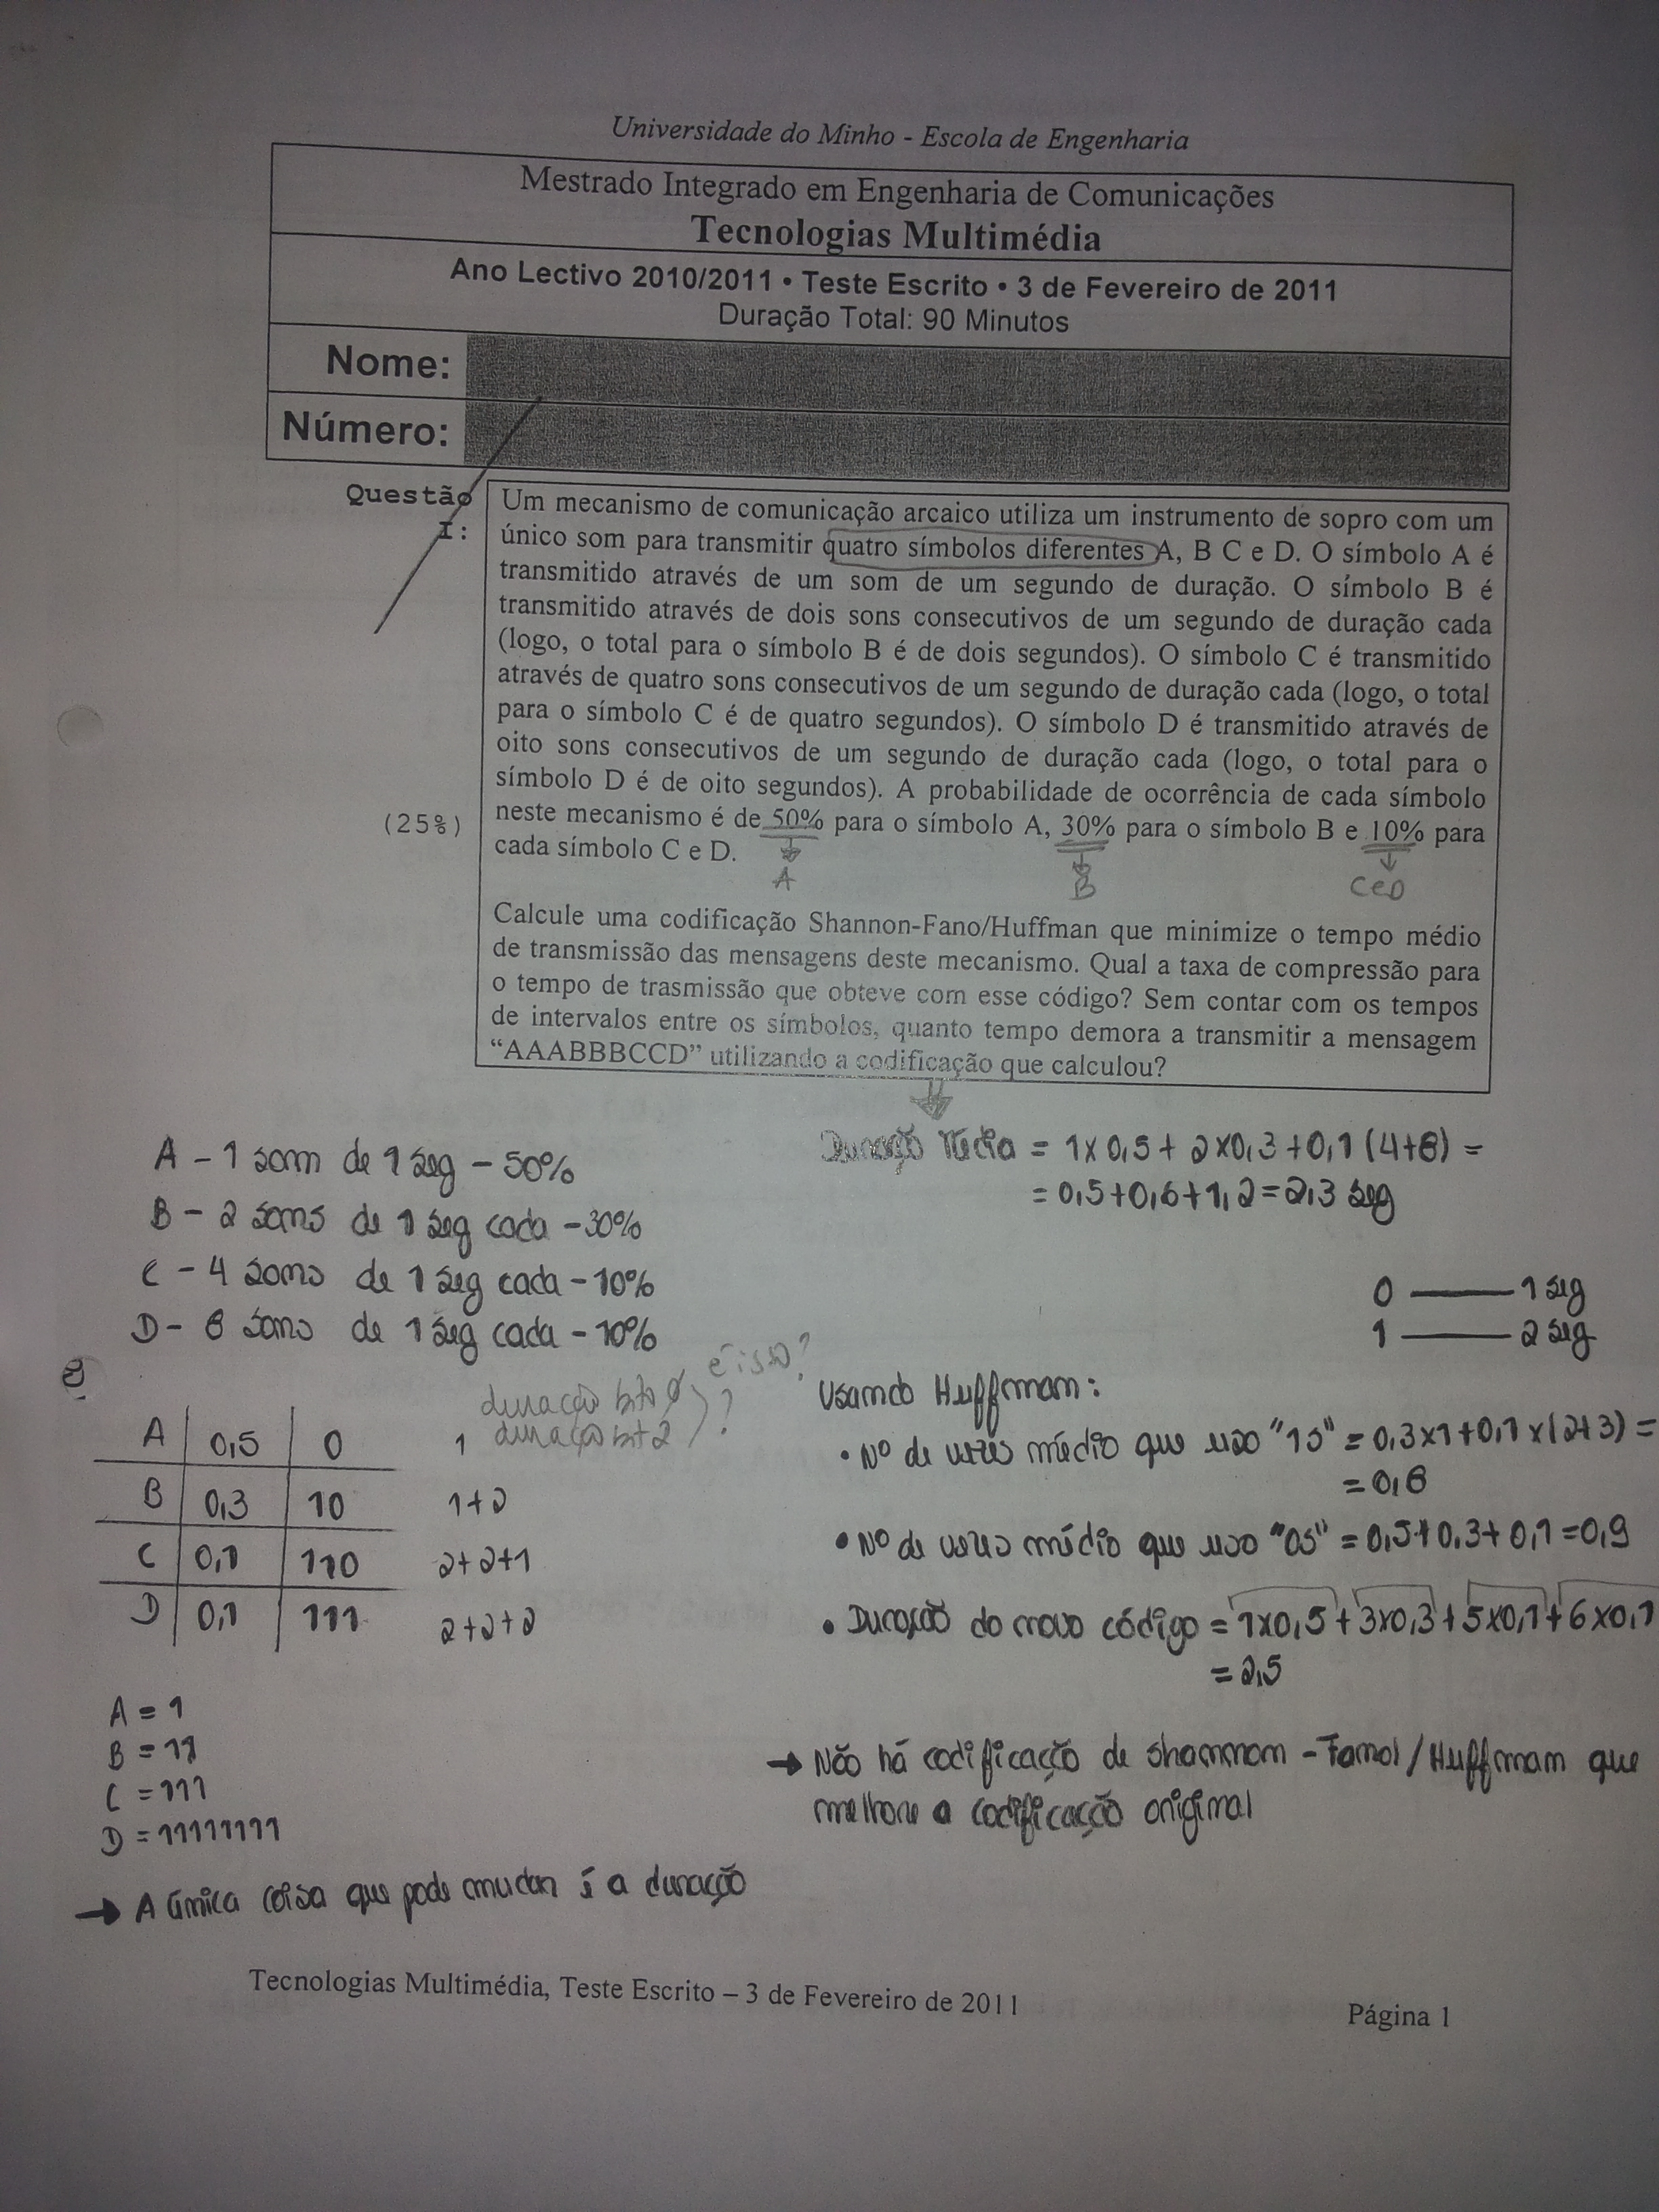 Universidade do Minho - Escola de Engenharia
Mestrado Integrado em Engenharia de Comunicações
Tecnologias Multimédia
Ano Lectivo 2010/2011 • Teste Escrito • 3 de Fevereiro de 2011
Duração Total: 90 Minutos
Nome:
Número:
Questão
I:
(25%)
Um mecanismo de comunicação arcaico utiliza um instrumento de sopro com um
único som para transmitir quatro símbolos diferentes A, B C e D. O símbolo A é
transmitido através de um som de um segundo de duração. O símbolo B é
transmitido através de dois sons consecutivos de um segundo de duração cada
(logo, o total para o símbolo B é de dois segundos). O símbolo C é transmitido
através de quatro sons consecutivos de um segundo de duração cada (logo, o total
para o símbolo C é de quatro segundos). O símbolo D é transmitido através de
oito sons consecutivos de um segundo de duração cada (logo, o total para o
símbolo D é de oito segundos). A probabilidade de ocorrência de cada símbolo
neste mecanismo é de 50% para o símbolo A, 30% para o símbolo B e 10% para
cada símbolo C e D.
A B C e D
Calcule uma codificação Shannon-Fano/Huffman que minimize o tempo médio
de transmissão das mensagens deste mecanismo. Qual a taxa de compressão para
o tempo de trasmissão que obteve com esse código? Sem contar com os tempos
de intervalos entre os símbolos, quanto tempo demora a transmitir a mensagem
“AAABBBCCD” utilizando a codificação que calculou?
A - 1 som de 1 seg - 50%
B - 2 sons de 1 seg cada - 30%
C - 4 sons de 1 seg cada - 10%
D - 8 sons de 1 seg cada - 10%
Duração Média = 1 x 0,5 + 2 x 0,3 + 0,1 (4+8) =
= 0,5+0,6+1,2 = 2,3 seg
0 — 1 seg
1 — 2 seg
duração bit 0
duração bit 2 ? é isso?
A 0,5 0 1
B 0,3 10 1+2
C 0,1 110 2+2+1
D 0,1 111 2+2+2
Usando Huffman:
• Nº de vezes médio que uso "1s" = 0,3x1+0,1x(2+3) =
= 0,8
• Nº de vezes médio que uso "0s" = 0,5+0,3+0,1=0,9
• Duração do novo código = 1x0,5+3x0,3+5x0,1+6x0,1
= 2,5
A = 1
B = 11
C = 111
D = 11111111
→ A única coisa que pode mudar é a duração
→ Não há codificação de Shannon-Fano/Huffman que
melhore a codificação original
Tecnologias Multimédia, Teste Escrito – 3 de Fevereiro de 2011
Página 1